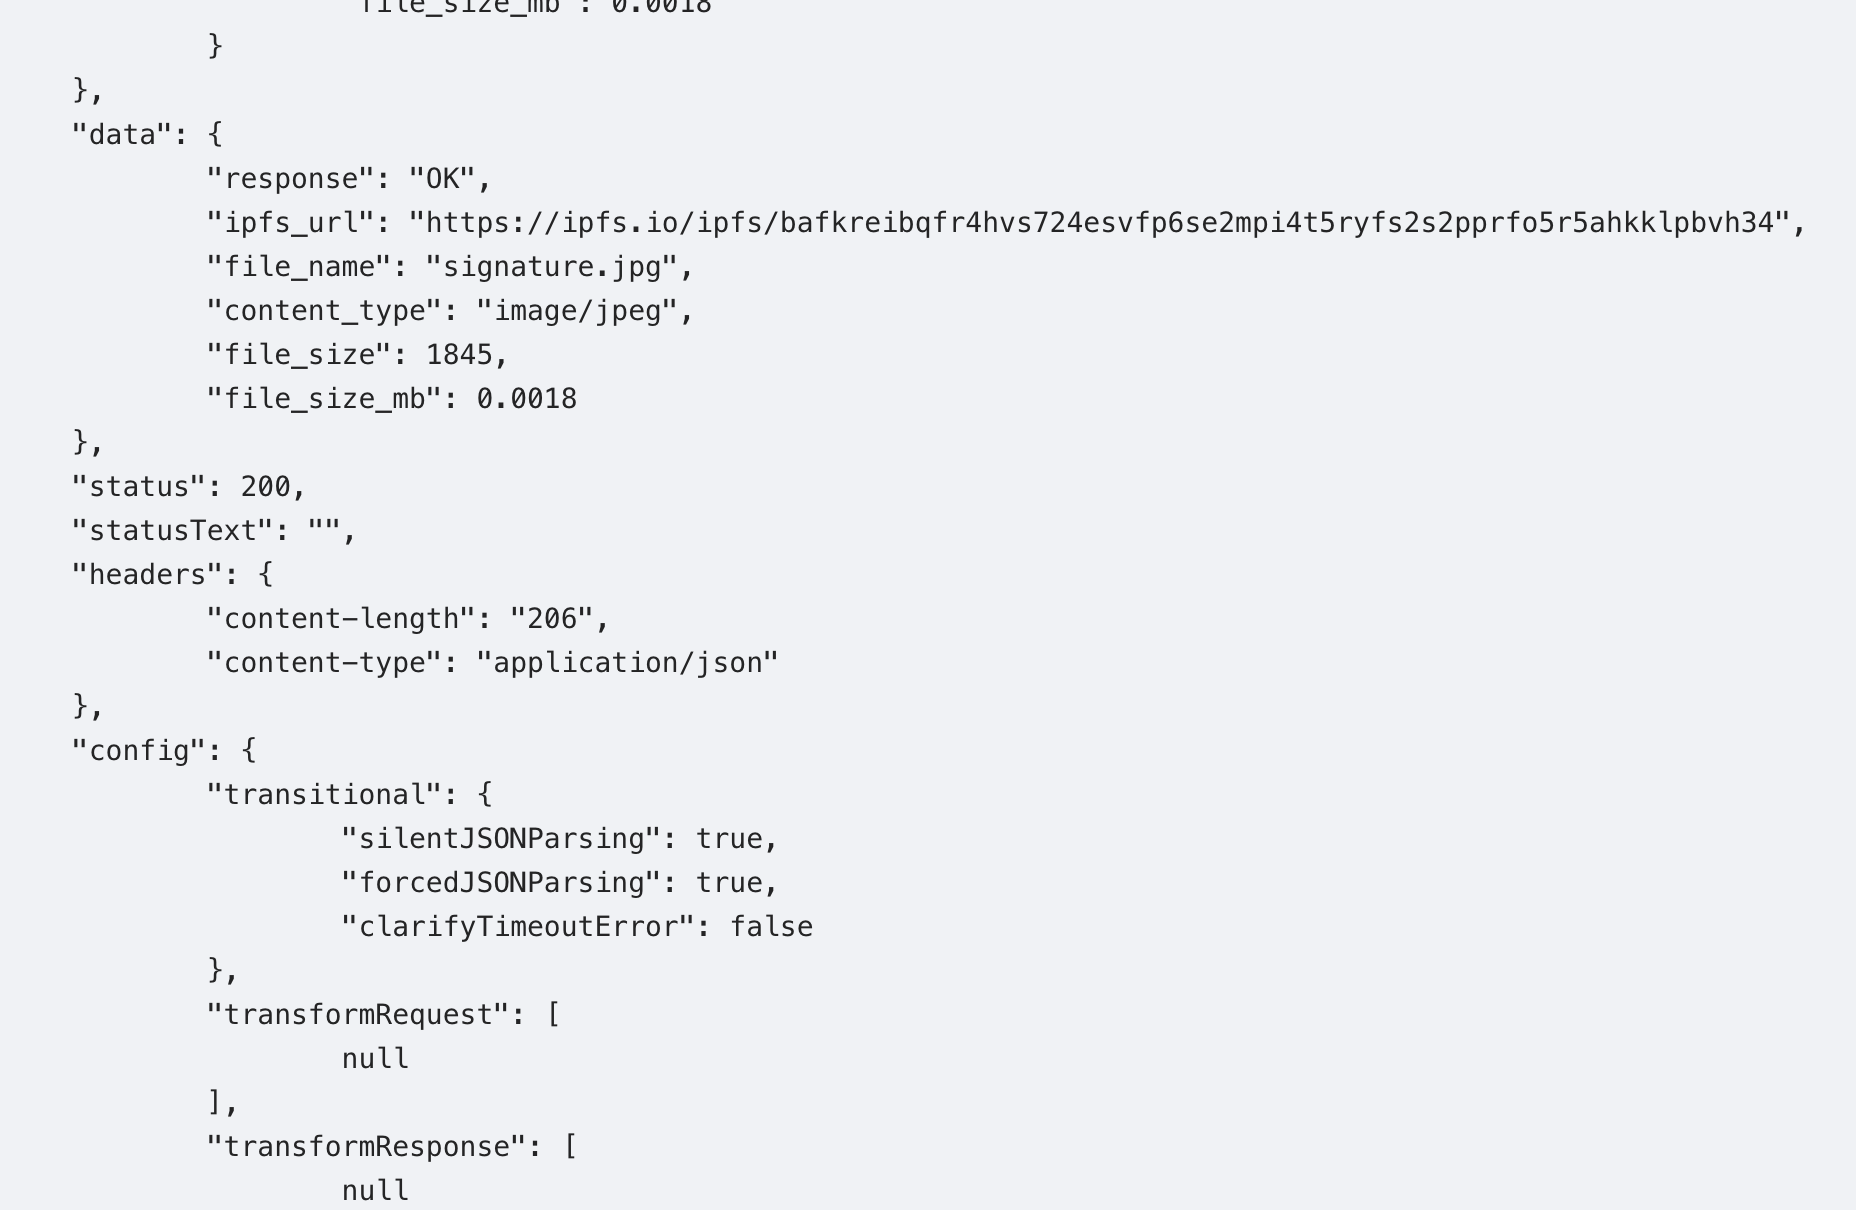 file_size_mb": 0.0018
}
},
"data": {
"response": "OK",
"ipfs_url": "https://ipfs.io/ipfs/bafkreibqfr4hvs724esvfp6se2mpi4t5ryfs2s2pprfo5r5ahkklpbvh34",
"file_name": "signature.jpg",
"content_type": "image/jpeg",
"file_size": 1845,
"file_size_mb": 0.0018
},
"status": 200,
"statusText": "",
"headers": {
"content-length": "206",
"content-type": "application/json"
},
"config": {
"transitional": {
"silentJSONParsing": true,
"forcedJSONParsing": true,
"clarifyTimeoutError": false
},
"transformRequest": [
null
],
"transformResponse": [
null